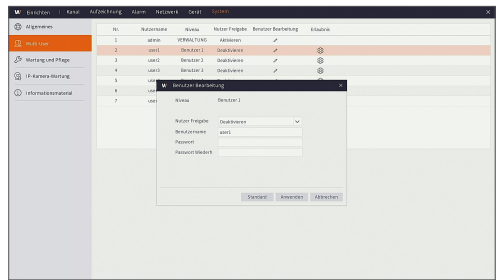 W Einrichten | Kanal Aufzeichnung Alarm Netzwerk Gerät System ×
Allgemeines
Multi User
Wartung und Pflege
IP-Kamera-Wartung
Informationsmaterial
Nr. Nutzername Niveau Nutzer Freigabe Benutzer Bearbeitung Erlaubnis
1 admin VERWALTUNG Aktivieren
2 user1 Benutzer 1 Deaktivieren
3 user2 Benutzer 2 Deaktivieren
4 user3 Benutzer 3 Deaktivieren
5 user
6 user
7 user
W Benutzer Bearbeitung ×
Niveau Benutzer 1
Nutzer Freigabe Deaktivieren
Benutzername user1
Passwort
Passwort Wiederh
Standard Anwenden Abbrechen